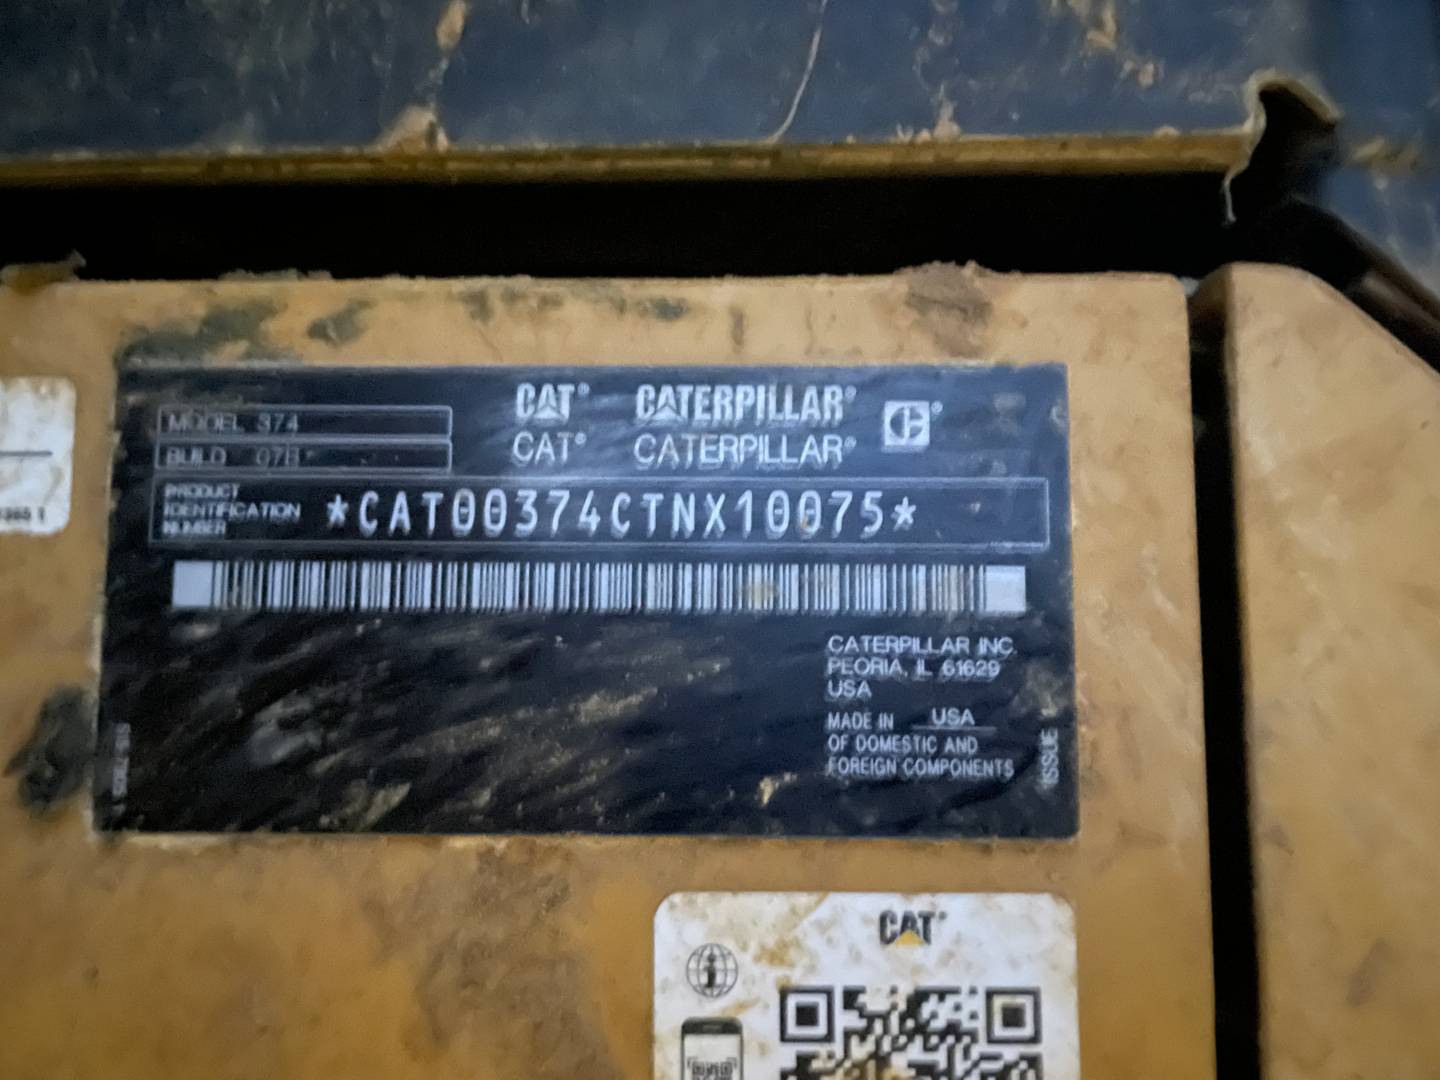 MODEL 374
BUILD 07B
CAT® CATERPILLAR®
CAT® CATERPILLAR®
PRODUCT
IDENTIFICATION
NUMBER
*CAT00374CTNX10075*
CATERPILLAR INC.
PEORIA, IL 61629
USA
MADE IN USA
OF DOMESTIC AND
FOREIGN COMPONENTS
ISSUE
CAT®